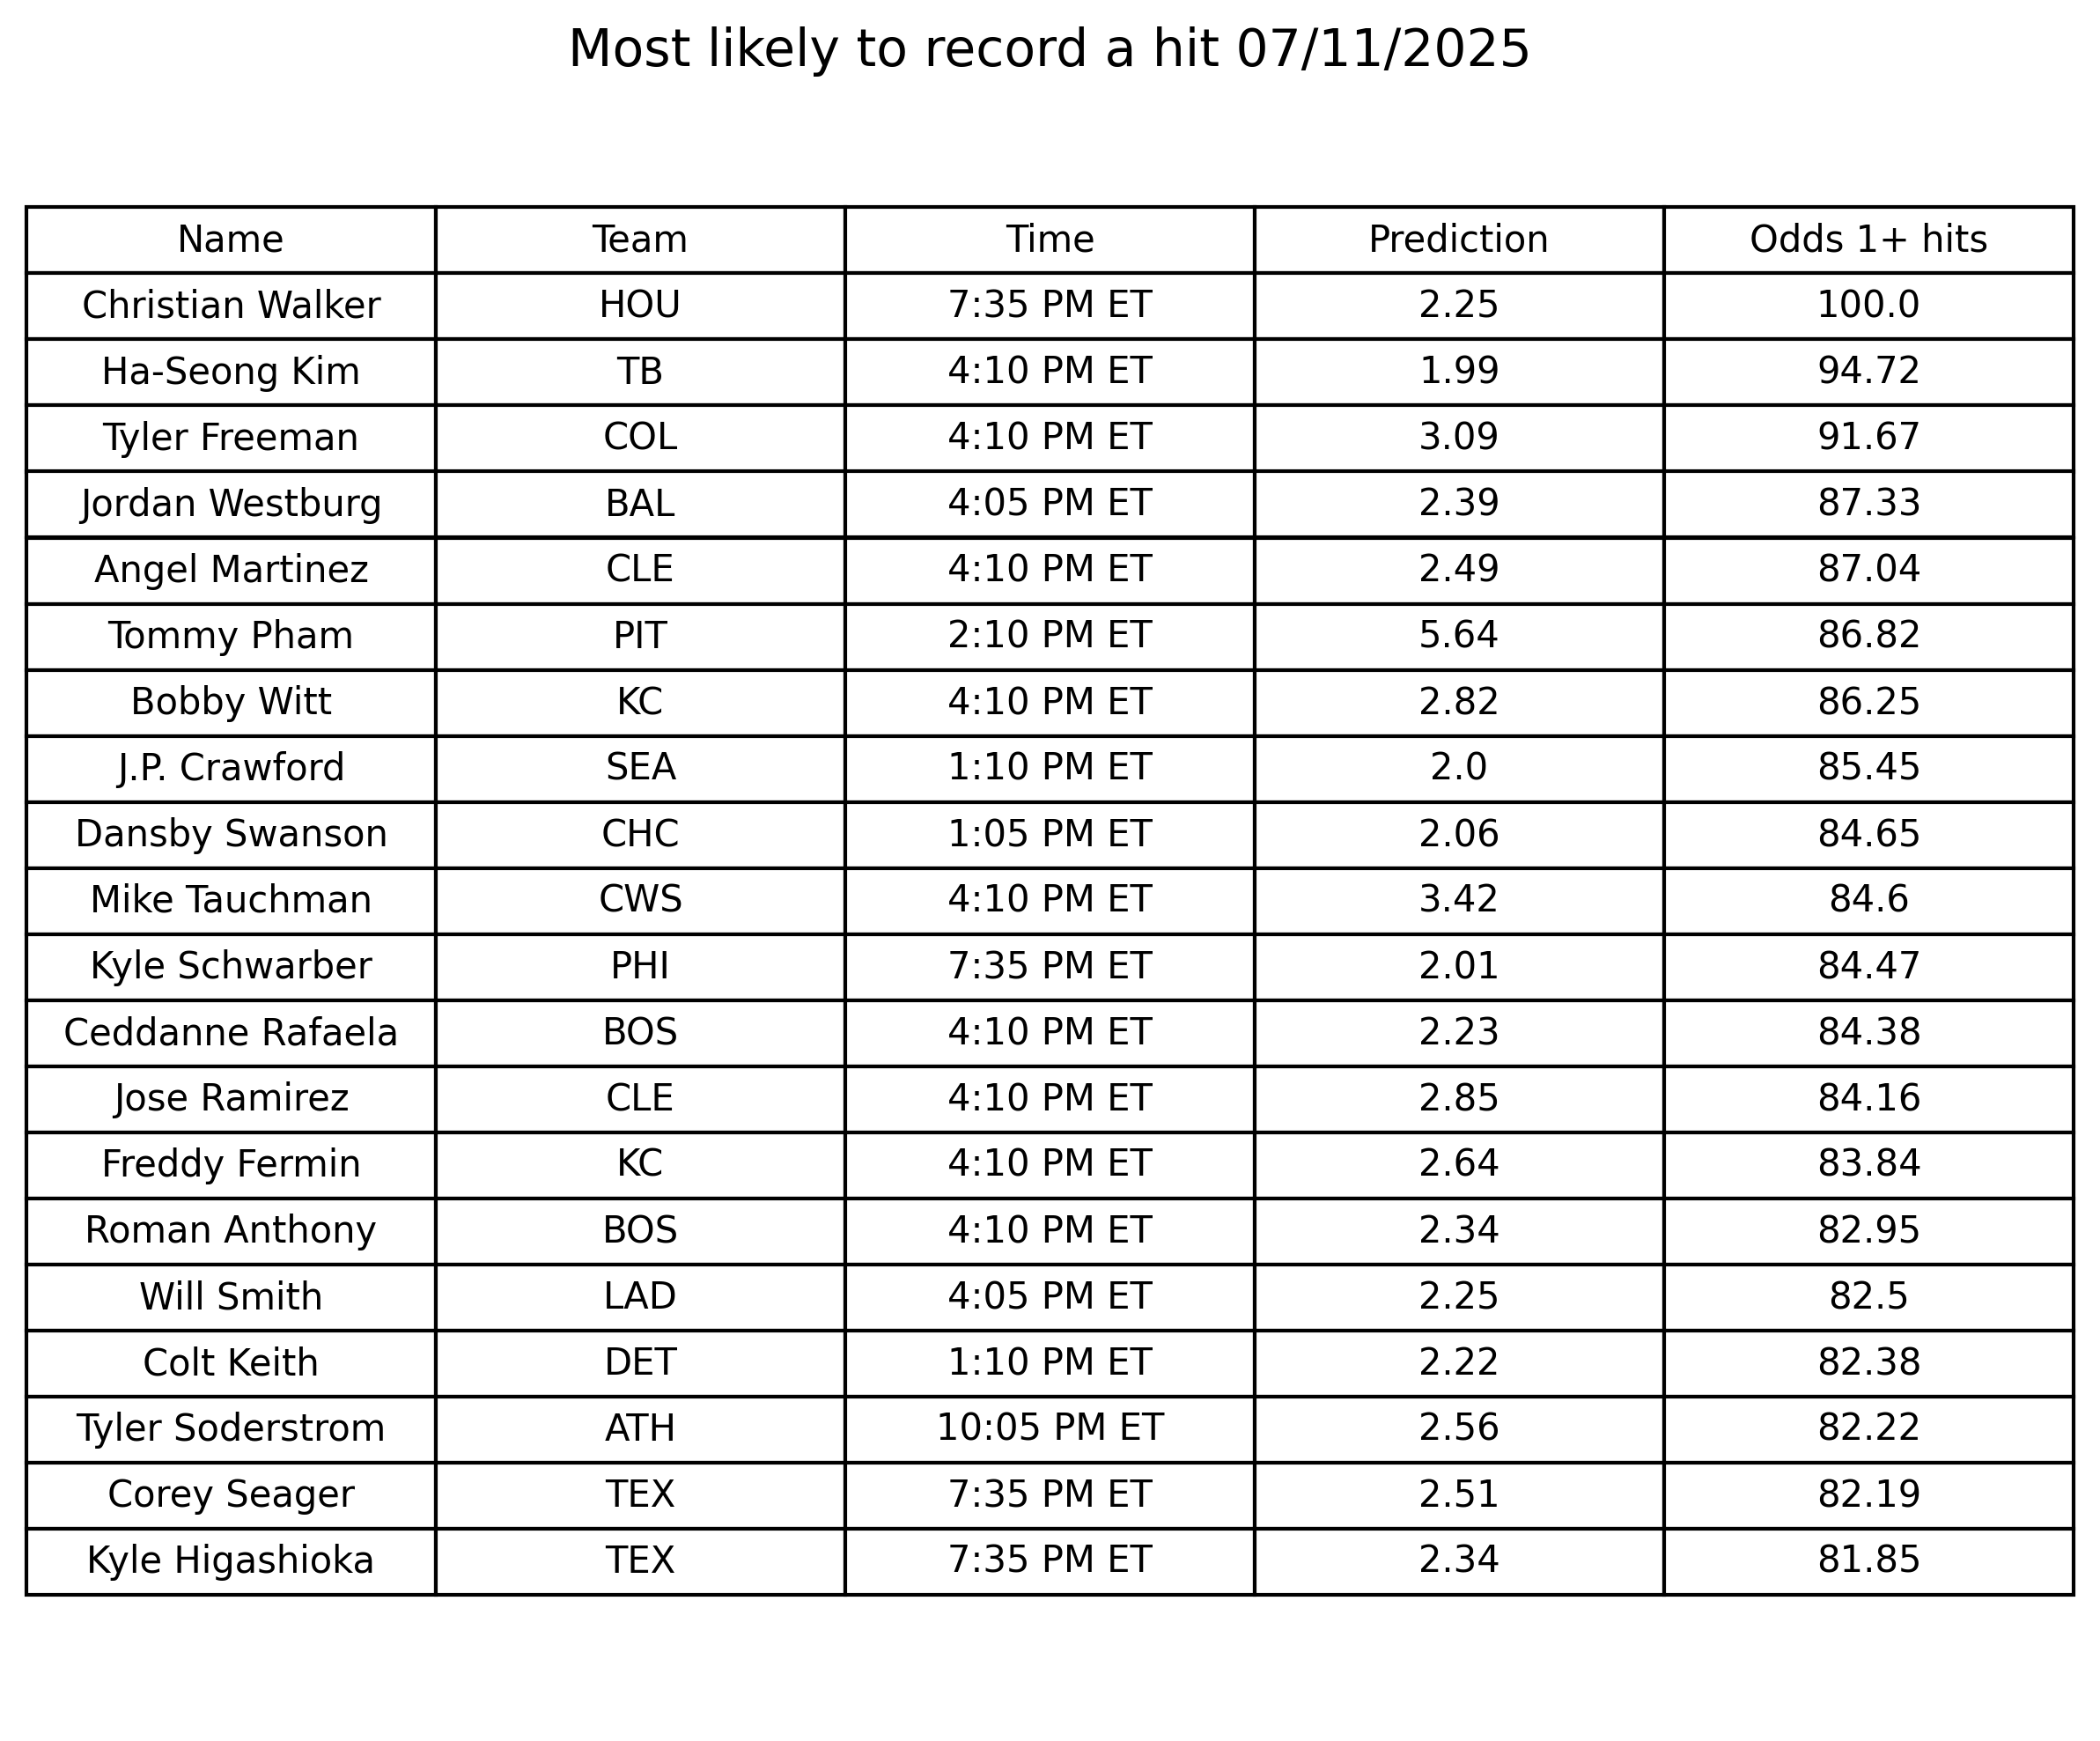 Most likely to record a hit 07/11/2025
Name Team Time Prediction Odds 1+ hits
Christian Walker HOU 7:35 PM ET 2.25 100.0
Ha-Seong Kim TB 4:10 PM ET 1.99 94.72
Tyler Freeman COL 4:10 PM ET 3.09 91.67
Jordan Westburg BAL 4:05 PM ET 2.39 87.33
Angel Martinez CLE 4:10 PM ET 2.49 87.04
Tommy Pham PIT 2:10 PM ET 5.64 86.82
Bobby Witt KC 4:10 PM ET 2.82 86.25
J.P. Crawford SEA 1:10 PM ET 2.0 85.45
Dansby Swanson CHC 1:05 PM ET 2.06 84.65
Mike Tauchman CWS 4:10 PM ET 3.42 84.6
Kyle Schwarber PHI 7:35 PM ET 2.01 84.47
Ceddanne Rafaela BOS 4:10 PM ET 2.23 84.38
Jose Ramirez CLE 4:10 PM ET 2.85 84.16
Freddy Fermin KC 4:10 PM ET 2.64 83.84
Roman Anthony BOS 4:10 PM ET 2.34 82.95
Will Smith LAD 4:05 PM ET 2.25 82.5
Colt Keith DET 1:10 PM ET 2.22 82.38
Tyler Soderstrom ATH 10:05 PM ET 2.56 82.22
Corey Seager TEX 7:35 PM ET 2.51 82.19
Kyle Higashioka TEX 7:35 PM ET 2.34 81.85